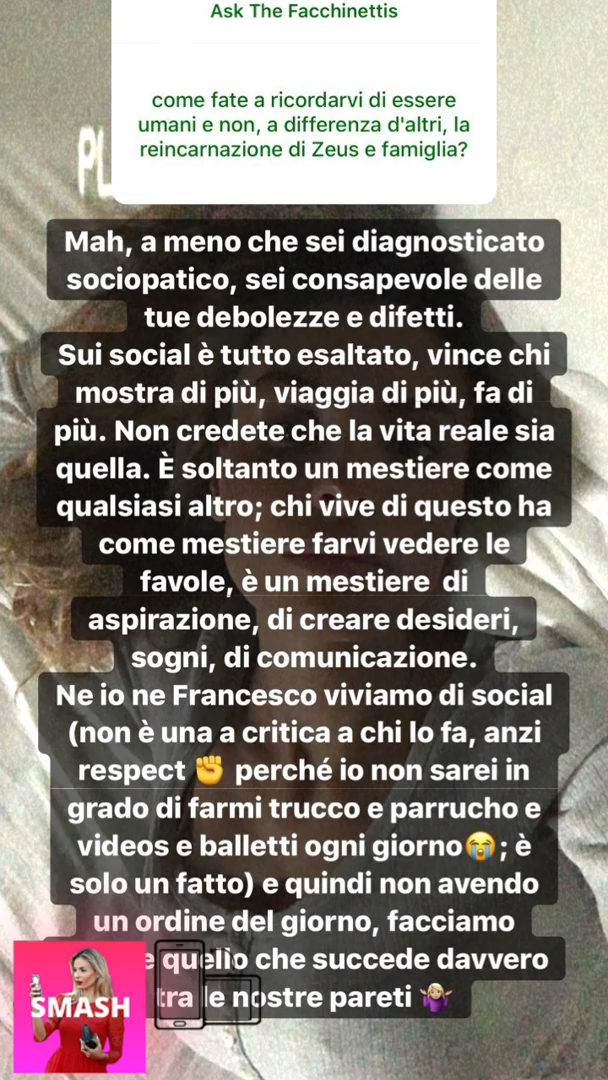 Ask The Facchinettis
come fate a ricordarvi di essere
umani e non, a differenza d'altri, la
reincarnazione di Zeus e famiglia?
PL
Mah, a meno che sei diagnosticato
sociopatico, sei consapevole delle
tue debolezze e difetti.
Sui social è tutto esaltato, vince chi
mostra di più, viaggia di più, fa di
più. Non credete che la vita reale sia
quella. È soltanto un mestiere come
qualsiasi altro; chi vive di questo ha
come mestiere farvi vedere le
favole, è un mestiere di
aspirazione, di creare desideri,
sogni, di comunicazione.
Ne io ne Francesco viviamo di social
(non è una a critica a chi lo fa, anzi
respect ✊ perché io non sarei in
grado di farmi trucco e parrucho e
videos e balletti ogni giorno😭; è
solo un fatto) e quindi non avendo
un ordine del giorno, facciamo
e quello che succede davvero
tra le nostre pareti 🤷‍♀️
SMASH